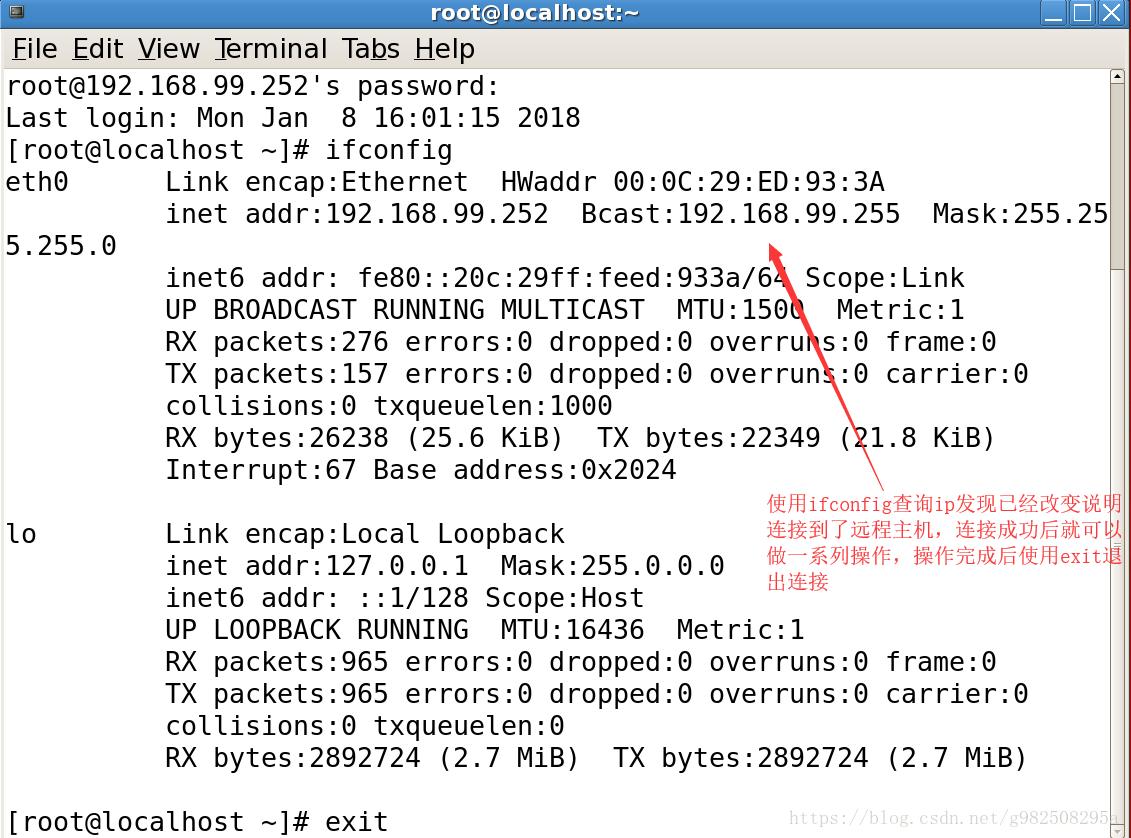 root@localhost:~
File Edit View Terminal Tabs Help
root@192.168.99.252's password:
Last login: Mon Jan  8 16:01:15 2018
[root@localhost ~]# ifconfig
eth0      Link encap:Ethernet  HWaddr 00:0C:29:ED:93:3A
          inet addr:192.168.99.252  Bcast:192.168.99.255  Mask:255.25
5.255.0
          inet6 addr: fe80::20c:29ff:feed:933a/64 Scope:Link
          UP BROADCAST RUNNING MULTICAST  MTU:1500  Metric:1
          RX packets:276 errors:0 dropped:0 overruns:0 frame:0
          TX packets:157 errors:0 dropped:0 overruns:0 carrier:0
          collisions:0 txqueuelen:1000
          RX bytes:26238 (25.6 KiB)  TX bytes:22349 (21.8 KiB)
          Interrupt:67 Base address:0x2024
使用ifconfig查询ip发现已经改变说明
连接到了远程主机，连接成功后就可以
做一系列操作，操作完成后使用exit退
出连接
lo        Link encap:Local Loopback
          inet addr:127.0.0.1  Mask:255.0.0.0
          inet6 addr: ::1/128 Scope:Host
          UP LOOPBACK RUNNING  MTU:16436  Metric:1
          RX packets:965 errors:0 dropped:0 overruns:0 frame:0
          TX packets:965 errors:0 dropped:0 overruns:0 carrier:0
          collisions:0 txqueuelen:0
          RX bytes:2892724 (2.7 MiB)  TX bytes:2892724 (2.7 MiB)
[root@localhost ~]# exit
https://blog.csdn.net/g982508295a